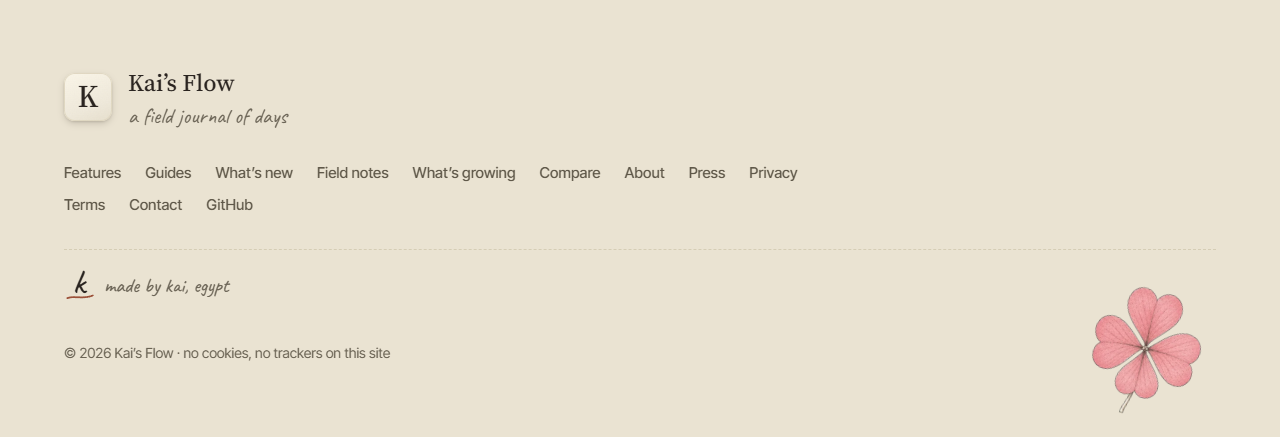 K
Kai’s Flow
a field journal of days
Features Guides What’s new Field notes What’s growing Compare About Press Privacy
Terms Contact GitHub
k made by kai, egypt
© 2026 Kai’s Flow · no cookies, no trackers on this site